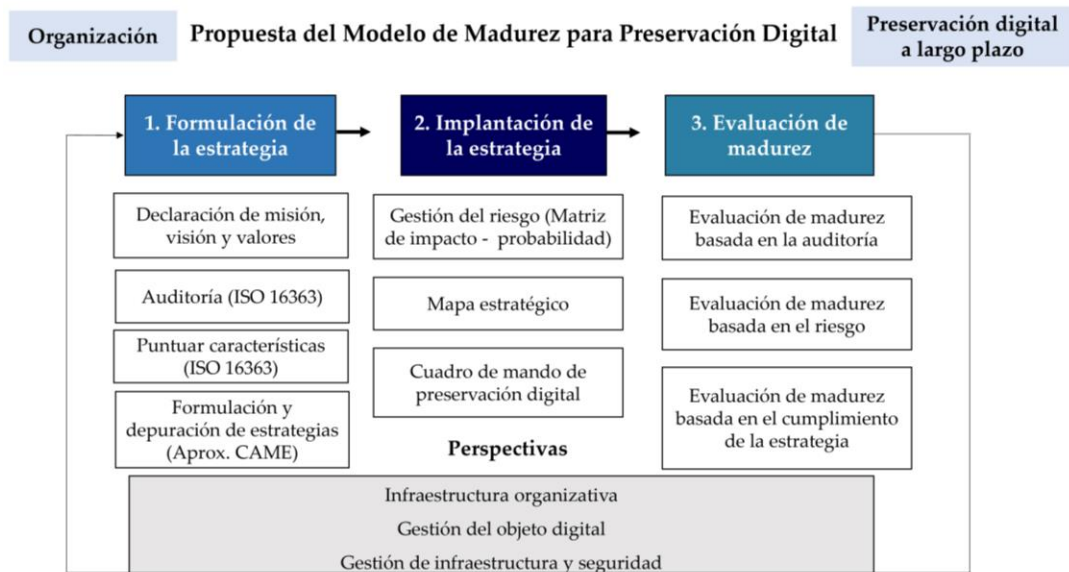 Organización
Propuesta del Modelo de Madurez para Preservación Digital
Preservación digital
a largo plazo
1. Formulación de
la estrategia
2. Implantación de
la estrategia
3. Evaluación de
madurez
Declaración de misión,
visión y valores
Auditoría (ISO 16363)
Puntuar características
(ISO 16363)
Formulación y
depuración de estrategias
(Aprox. CAME)
Gestión del riesgo (Matriz
de impacto - probabilidad)
Mapa estratégico
Cuadro de mando de
preservación digital
Evaluación de madurez
basada en la auditoría
Evaluación de madurez
basada en el riesgo
Evaluación de madurez
basada en el cumplimiento
de la estrategia
Perspectivas
Infraestructura organizativa
Gestión del objeto digital
Gestión de infraestructura y seguridad